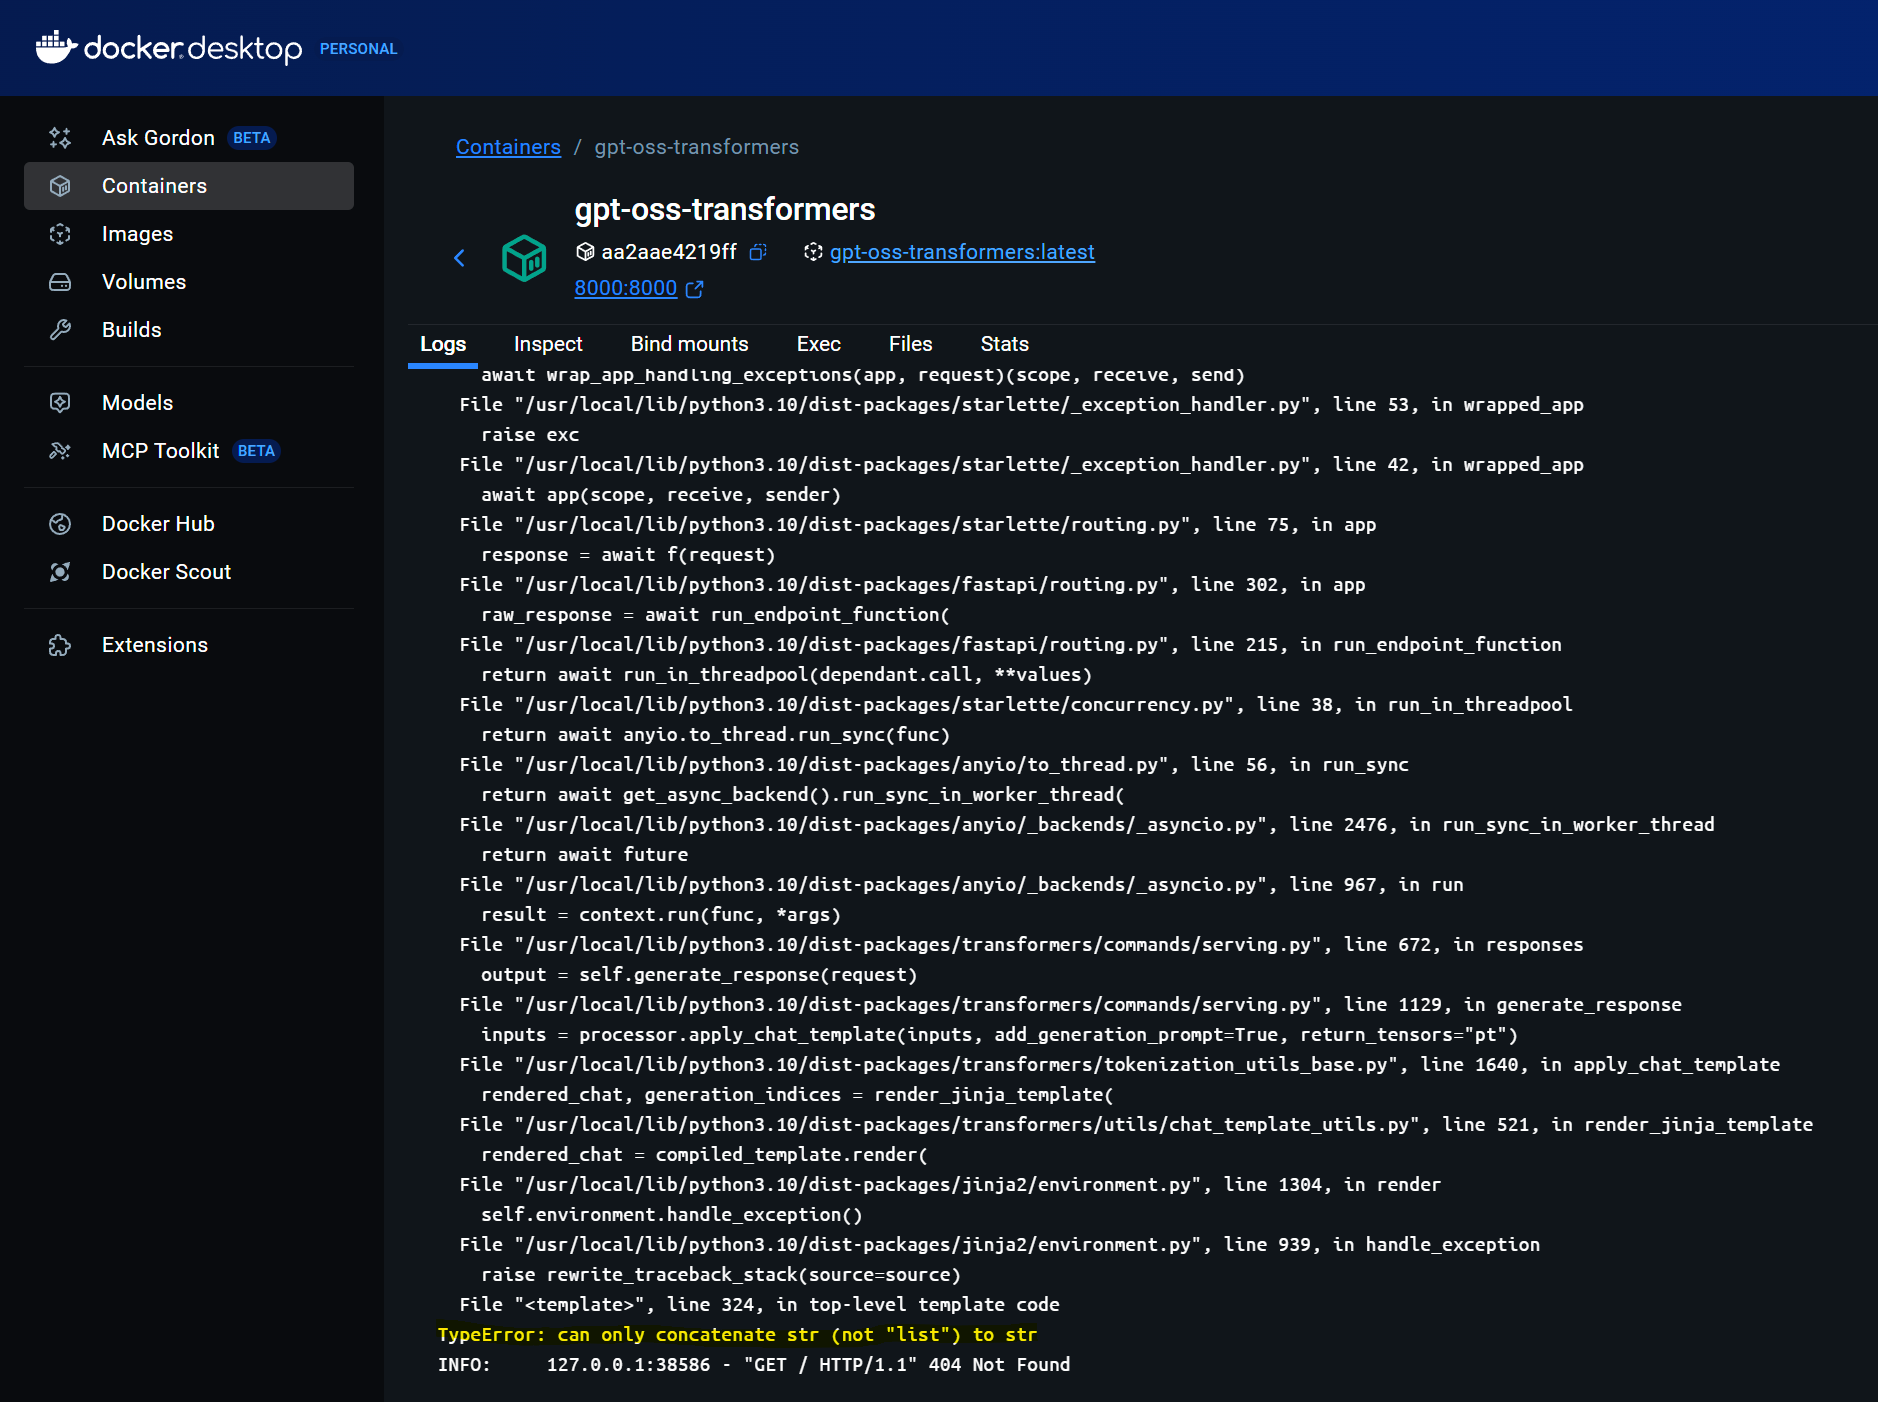 docker desktop PERSONAL
Ask Gordon BETA
Containers
Images
Volumes
Builds
Models
MCP Toolkit BETA
Docker Hub
Docker Scout
Extensions
Containers / gpt-oss-transformers
gpt-oss-transformers
aa2aae4219ff gpt-oss-transformers:latest
8000:8000
Logs Inspect Bind mounts Exec Files Stats
await wrap_app_handling_exceptions(app, request)(scope, receive, send)
File "/usr/local/lib/python3.10/dist-packages/starlette/_exception_handler.py", line 53, in wrapped_app
raise exc
File "/usr/local/lib/python3.10/dist-packages/starlette/_exception_handler.py", line 42, in wrapped_app
await app(scope, receive, sender)
File "/usr/local/lib/python3.10/dist-packages/starlette/routing.py", line 75, in app
response = await f(request)
File "/usr/local/lib/python3.10/dist-packages/fastapi/routing.py", line 302, in app
raw_response = await run_endpoint_function(
File "/usr/local/lib/python3.10/dist-packages/fastapi/routing.py", line 215, in run_endpoint_function
return await run_in_threadpool(dependant.call, **values)
File "/usr/local/lib/python3.10/dist-packages/starlette/concurrency.py", line 38, in run_in_threadpool
return await anyio.to_thread.run_sync(func)
File "/usr/local/lib/python3.10/dist-packages/anyio/to_thread.py", line 56, in run_sync
return await get_async_backend().run_sync_in_worker_thread(
File "/usr/local/lib/python3.10/dist-packages/anyio/_backends/_asyncio.py", line 2476, in run_sync_in_worker_thread
return await future
File "/usr/local/lib/python3.10/dist-packages/anyio/_backends/_asyncio.py", line 967, in run
result = context.run(func, *args)
File "/usr/local/lib/python3.10/dist-packages/transformers/commands/serving.py", line 672, in responses
output = self.generate_response(request)
File "/usr/local/lib/python3.10/dist-packages/transformers/commands/serving.py", line 1129, in generate_response
inputs = processor.apply_chat_template(inputs, add_generation_prompt=True, return_tensors="pt")
File "/usr/local/lib/python3.10/dist-packages/transformers/tokenization_utils_base.py", line 1640, in apply_chat_template
rendered_chat, generation_indices = render_jinja_template(
File "/usr/local/lib/python3.10/dist-packages/transformers/utils/chat_template_utils.py", line 521, in render_jinja_template
rendered_chat = compiled_template.render(
File "/usr/local/lib/python3.10/dist-packages/jinja2/environment.py", line 1304, in render
self.environment.handle_exception()
File "/usr/local/lib/python3.10/dist-packages/jinja2/environment.py", line 939, in handle_exception
raise rewrite_traceback_stack(source=source)
File "<template>", line 324, in top-level template code
TypeError: can only concatenate str (not "list") to str
INFO: 127.0.0.1:38586 - "GET / HTTP/1.1" 404 Not Found